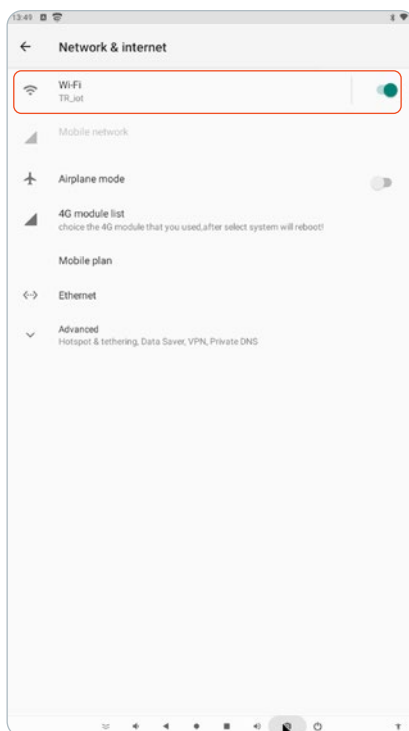 13:49
Network & internet
Wi-Fi
TR_iot
Mobile network
Airplane mode
4G module list
choice the 4G module that you used,after select system will reboot!
Mobile plan
Ethernet
Advanced
Hotspot & tethering, Data Saver, VPN, Private DNS